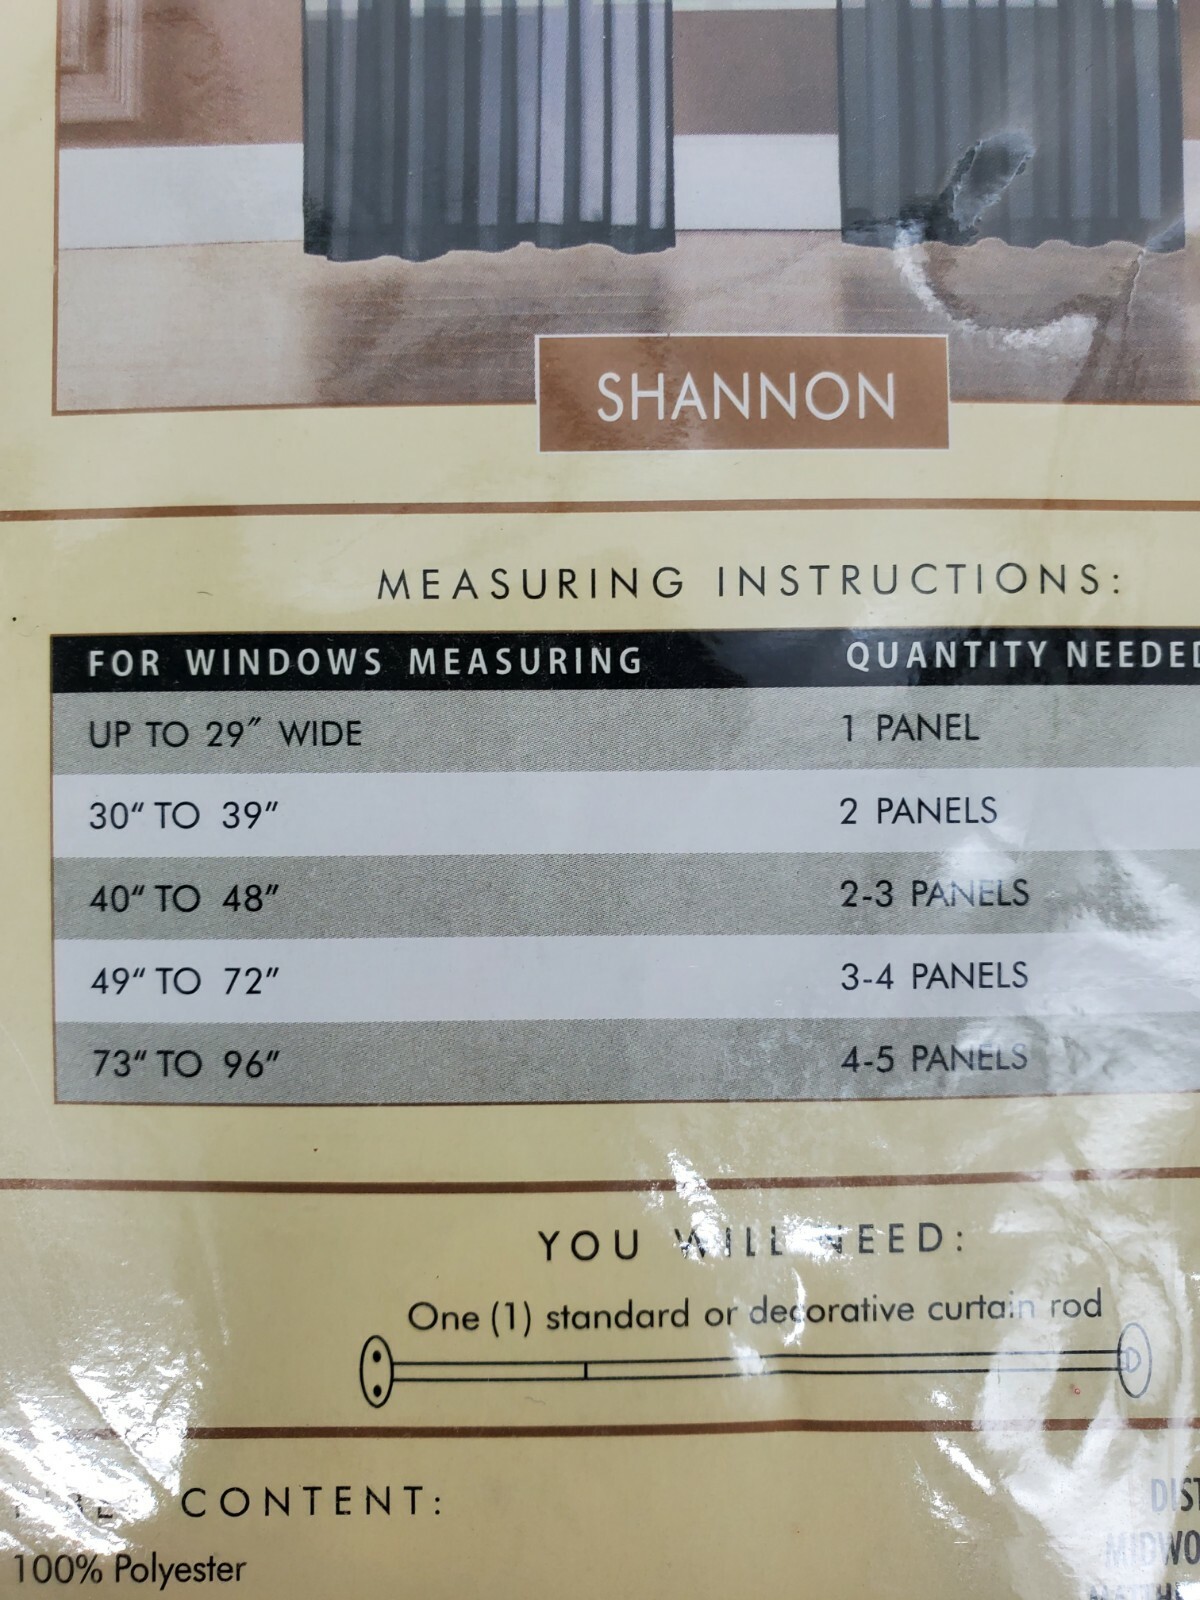 SHANNON
MEASURING INSTRUCTIONS:
FOR WINDOWS MEASURING QUANTITY NEEDED
UP TO 29" WIDE 1 PANEL
30" TO 39" 2 PANELS
40" TO 48" 2-3 PANELS
49" TO 72" 3-4 PANELS
73" TO 96" 4-5 PANELS
YOU WILL NEED:
One (1) standard or decorative curtain rod
CONTENT:
100% Polyester